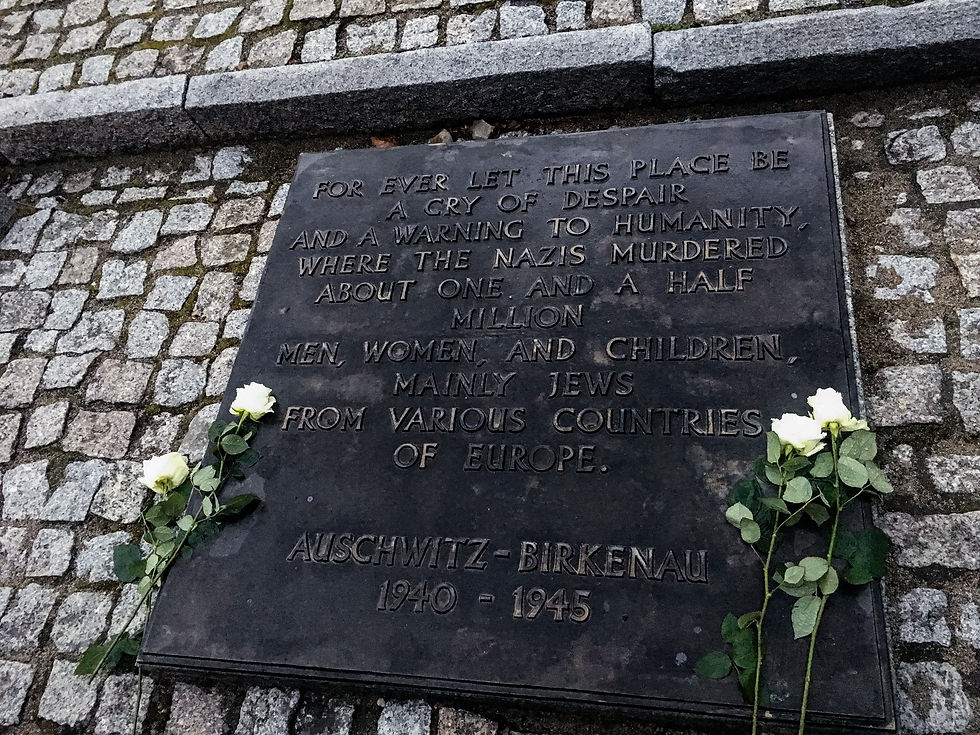 FOR EVER LET THIS PLACE BE
A CRY OF DESPAIR
AND A WARNING TO HUMANITY,
WHERE THE NAZIS MURDERED
ABOUT ONE AND A HALF
MILLION
MEN, WOMEN, AND CHILDREN,
MAINLY JEWS
FROM VARIOUS COUNTRIES
OF EUROPE.
AUSCHWITZ-BIRKENAU
1940 - 1945